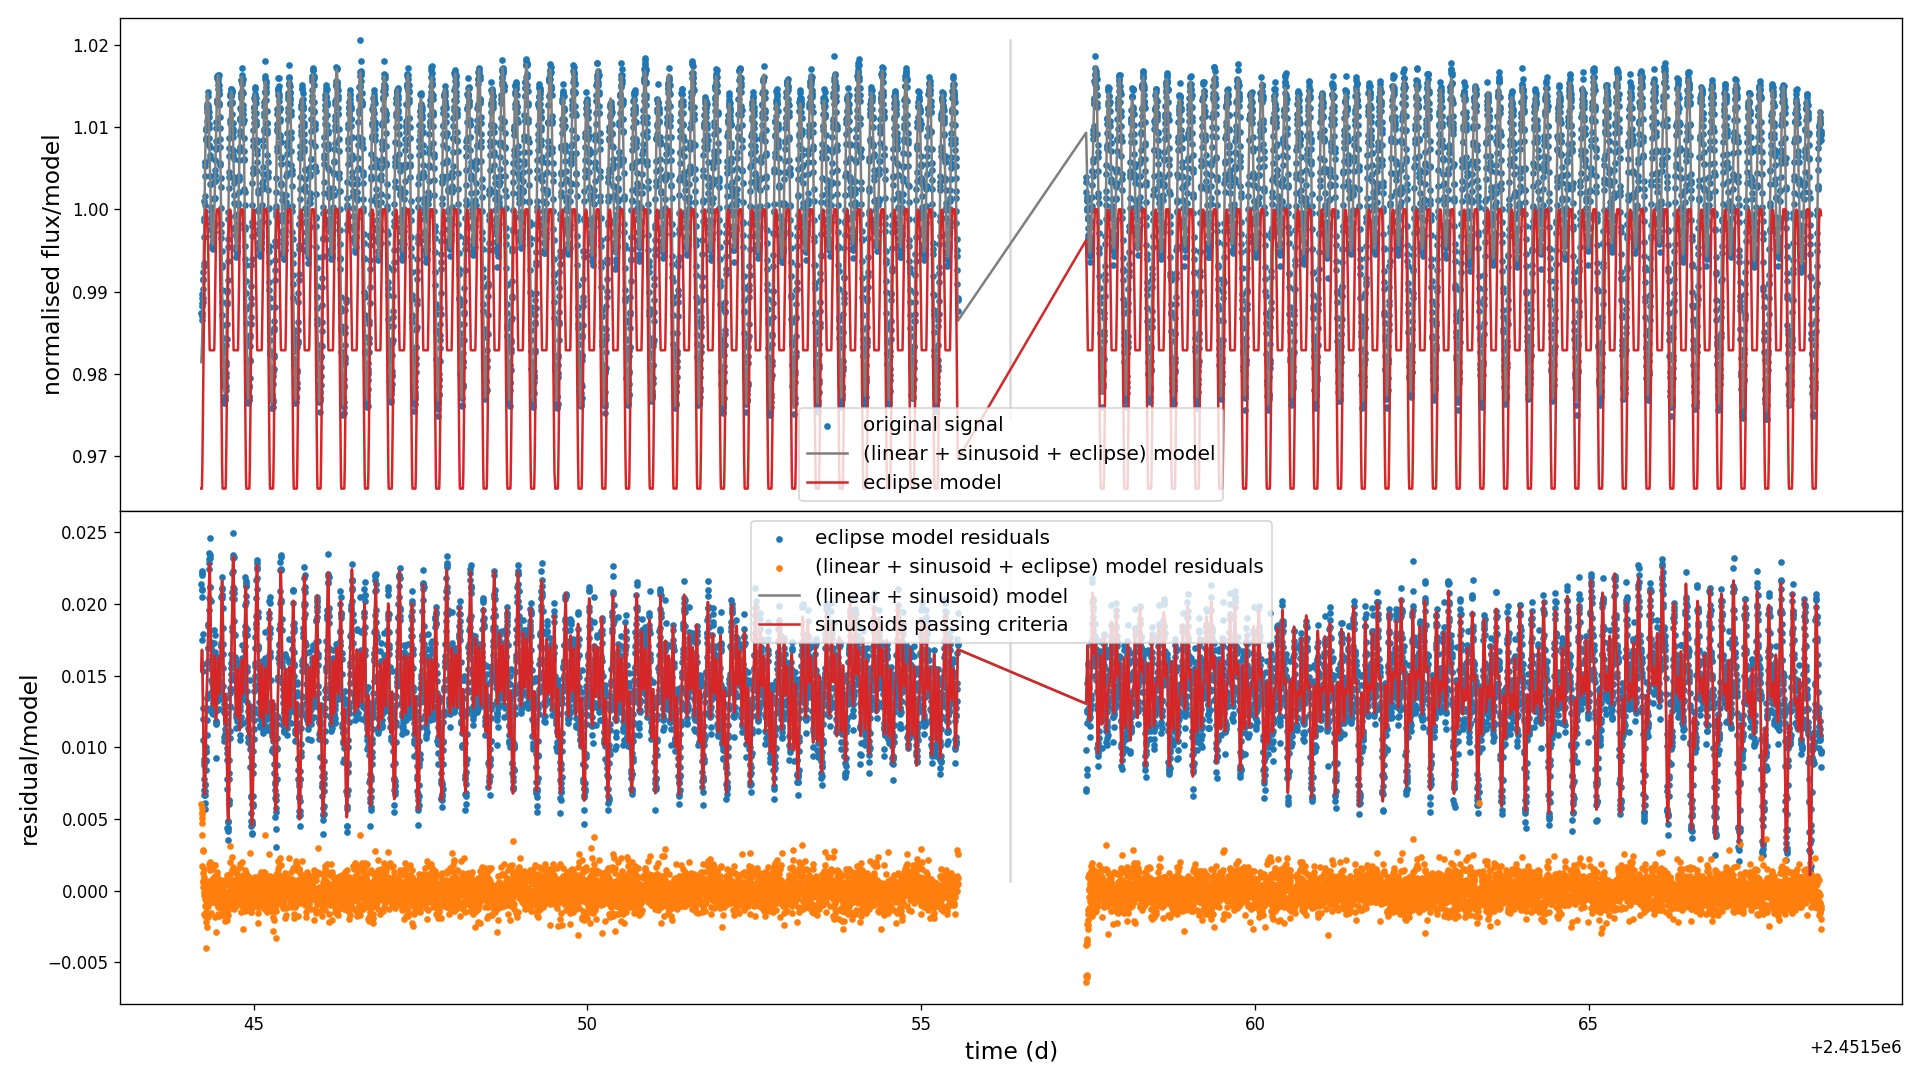 normalised flux/model
1.02
1.01
1.00
0.99
0.98
0.97
original signal
(linear + sinusoid + eclipse) model
eclipse model
residual/model
0.025
0.020
0.015
0.010
0.005
0.000
−0.005
eclipse model residuals
(linear + sinusoid + eclipse) model residuals
(linear + sinusoid) model
sinusoids passing criteria
45
50
55
60
65
time (d)
+2.4515e6